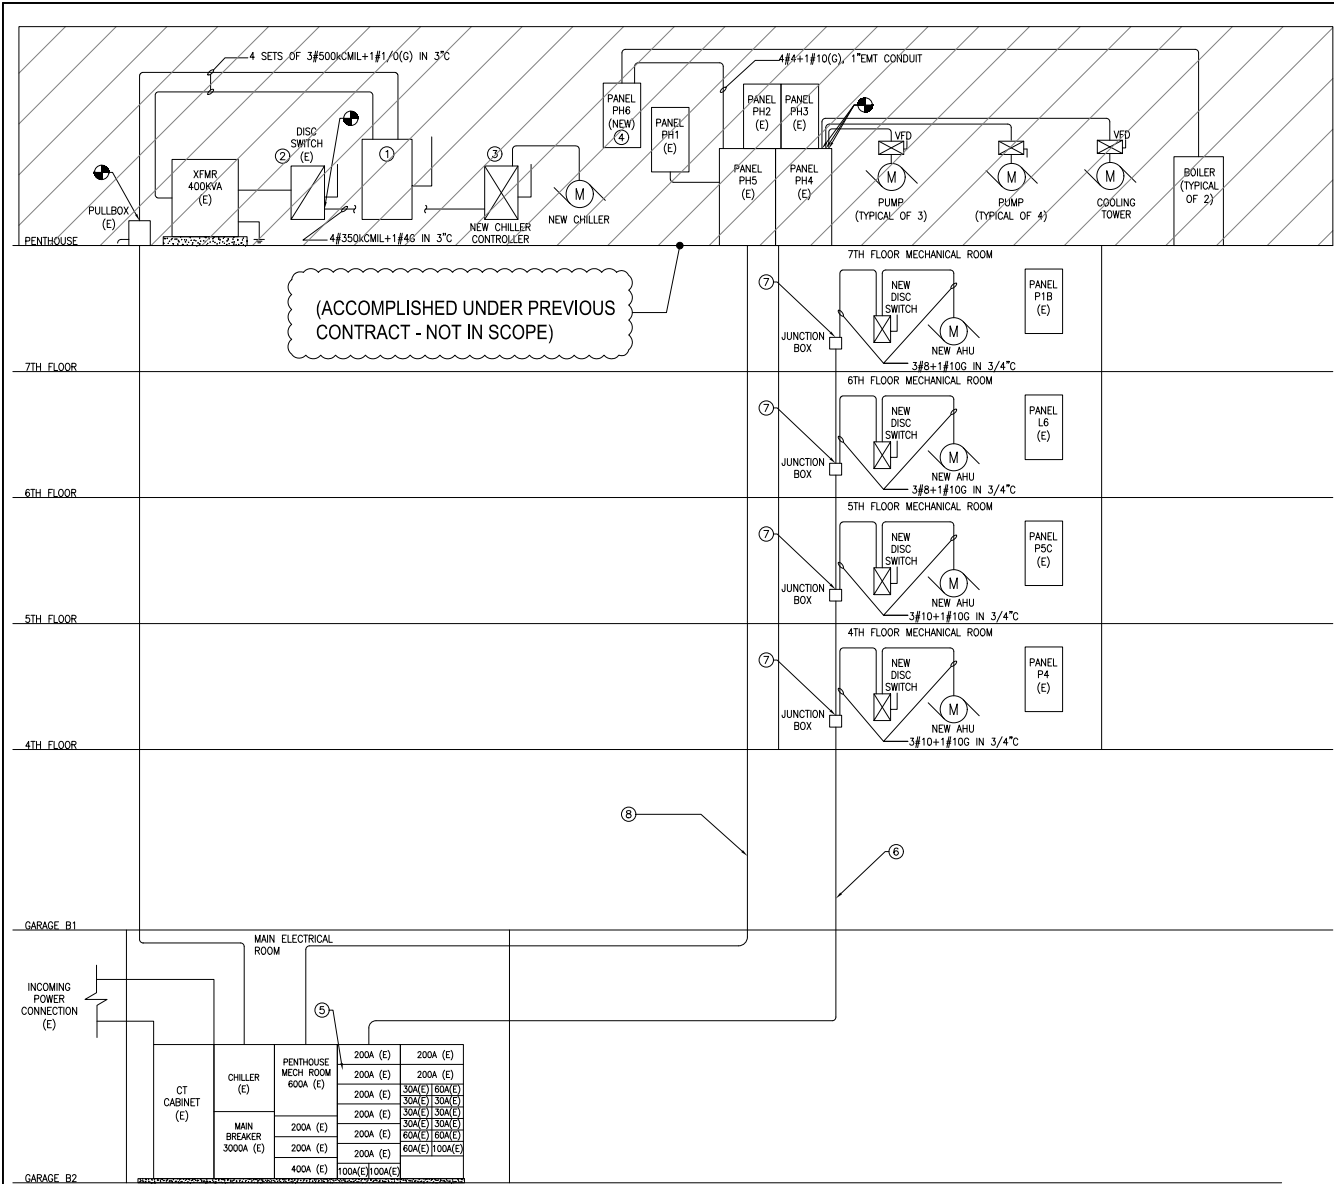 4 SETS OF 3#500kCMIL+1#1/0(G) IN 3"C
4#4+1#10(G), 1"EMT CONDUIT
PANEL
PH6
(NEW)
4
PANEL
PH1
(E)
PANEL
PH2
(E)
PANEL
PH3
(E)
DISC
SWITCH
(E)
2
1
3
XFMR
400KVA
(E)
PULLBOX
(E)
PANEL
PH5
(E)
PANEL
PH4
(E)
VFD
M
PUMP
(TYPICAL OF 3)
M
PUMP
(TYPICAL OF 4)
VFD
M
COOLING
TOWER
BOILER
(TYPICAL
OF 2)
M
NEW CHILLER
NEW CHILLER
CONTROLLER
4#350kCMIL+1#4G IN 3"C
PENTHOUSE
(ACCOMPLISHED UNDER PREVIOUS
CONTRACT - NOT IN SCOPE)
7TH FLOOR MECHANICAL ROOM
7
NEW
DISC
SWITCH
JUNCTION
BOX
M
NEW AHU
3#8+1#10G IN 3/4"C
PANEL
P1B
(E)
7TH FLOOR
6TH FLOOR MECHANICAL ROOM
7
NEW
DISC
SWITCH
JUNCTION
BOX
M
NEW AHU
3#8+1#10G IN 3/4"C
PANEL
L6
(E)
6TH FLOOR
5TH FLOOR MECHANICAL ROOM
7
NEW
DISC
SWITCH
JUNCTION
BOX
M
NEW AHU
3#10+1#10G IN 3/4"C
PANEL
P5C
(E)
5TH FLOOR
4TH FLOOR MECHANICAL ROOM
7
NEW
DISC
SWITCH
JUNCTION
BOX
M
NEW AHU
3#10+1#10G IN 3/4"C
PANEL
P4
(E)
4TH FLOOR
8
6
GARAGE B1
MAIN ELECTRICAL
ROOM
INCOMING
POWER
CONNECTION
(E)
5
CT
CABINET
(E)
CHILLER
(E)
MAIN
BREAKER
3000A (E)
PENTHOUSE
MECH ROOM
600A (E)
200A (E)
200A (E)
400A (E)
200A (E)
200A (E)
200A (E)
200A (E)
200A (E)
200A (E)
100A(E) 100A(E)
200A (E)
200A (E)
30A(E) 60A(E)
30A(E) 30A(E)
30A(E) 30A(E)
30A(E) 30A(E)
60A(E) 60A(E)
60A(E) 100A(E)
GARAGE B2